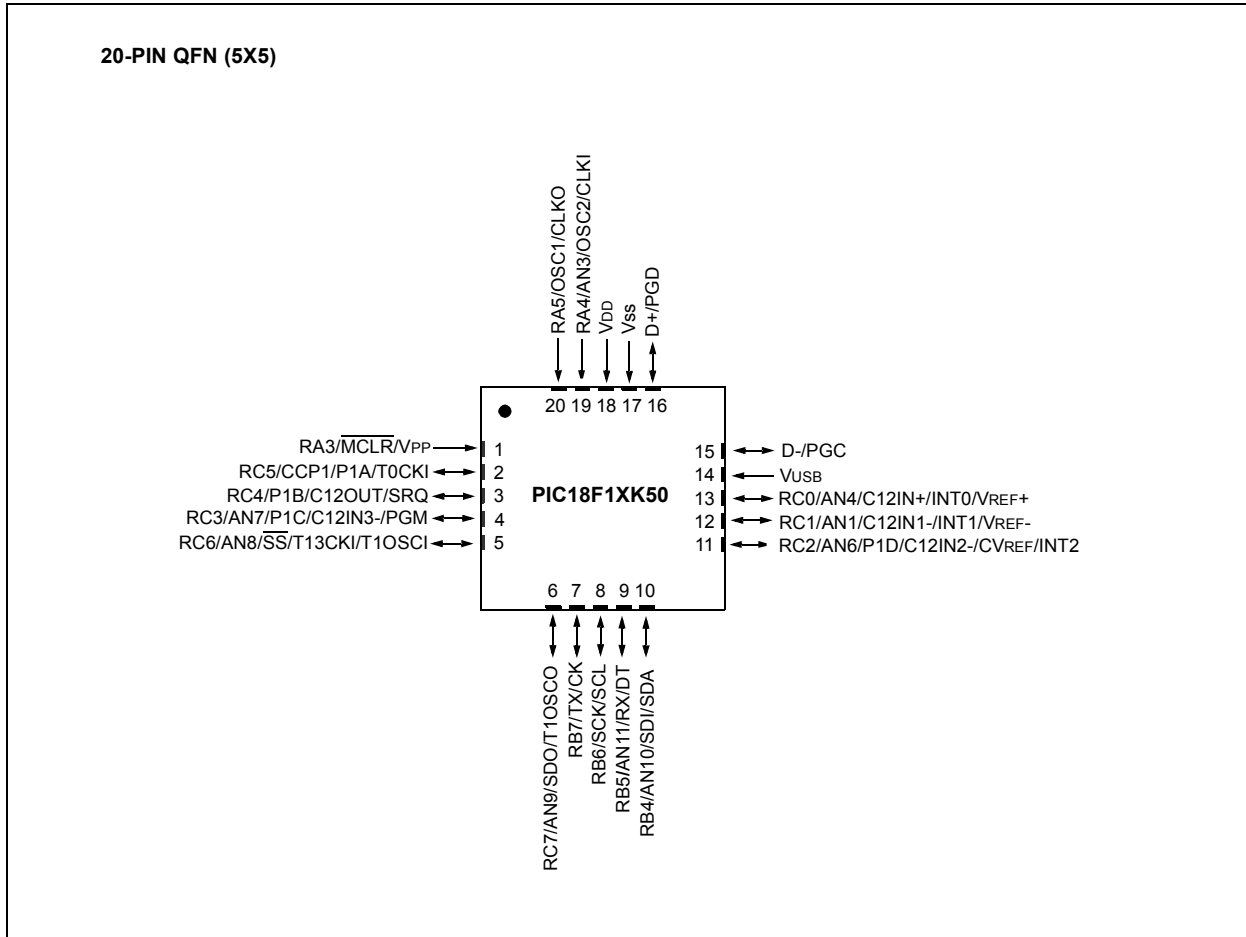 20-PIN QFN (5X5)
RA5/OSC1/CLKO
RA4/AN3/OSC2/CLKI
VDD
Vss
D+/PGD
20 19 18 17 16
RA3/MCLR/VPP 1
RC5/CCP1/P1A/T0CKI 2
RC4/P1B/C12OUT/SRQ 3
RC3/AN7/P1C/C12IN3-/PGM 4
RC6/AN8/SS/T13CKI/T1OSCI 5
PIC18F1XK50
15 D-/PGC
14 VUSB
13 RC0/AN4/C12IN+/INT0/VREF+
12 RC1/AN1/C12IN1-/INT1/VREF-
11 RC2/AN6/P1D/C12IN2-/CVREF/INT2
6 7 8 9 10
RC7/AN9/SDO/T1OSCO
RB7/TX/CK
RB6/SCK/SCL
RB5/AN11/RX/DT
RB4/AN10/SDI/SDA